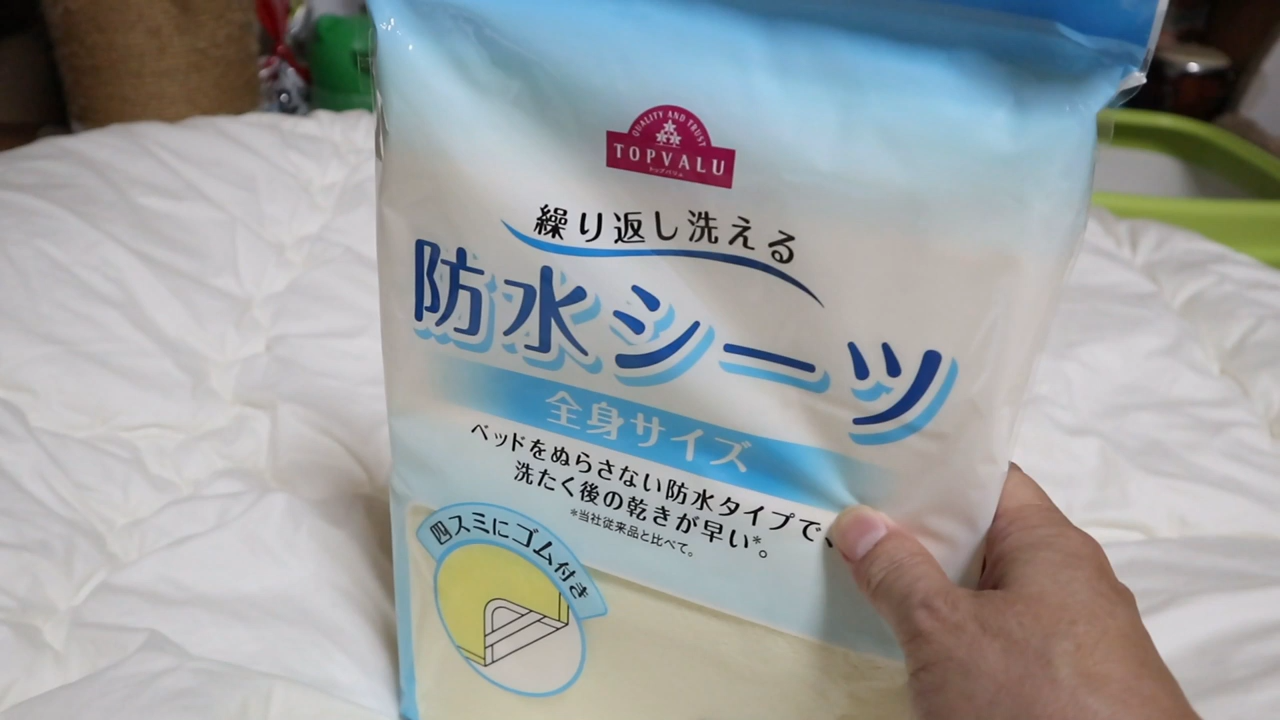 QUALITY AND TRUST
TOPVALU
トップバリュ
繰り返し洗える
防水シーツ
全身サイズ
ベッドをぬらさない防水タイプで、
洗たく後の乾きが早い*。
*当社従来品と比べて。
四スミにゴム付き